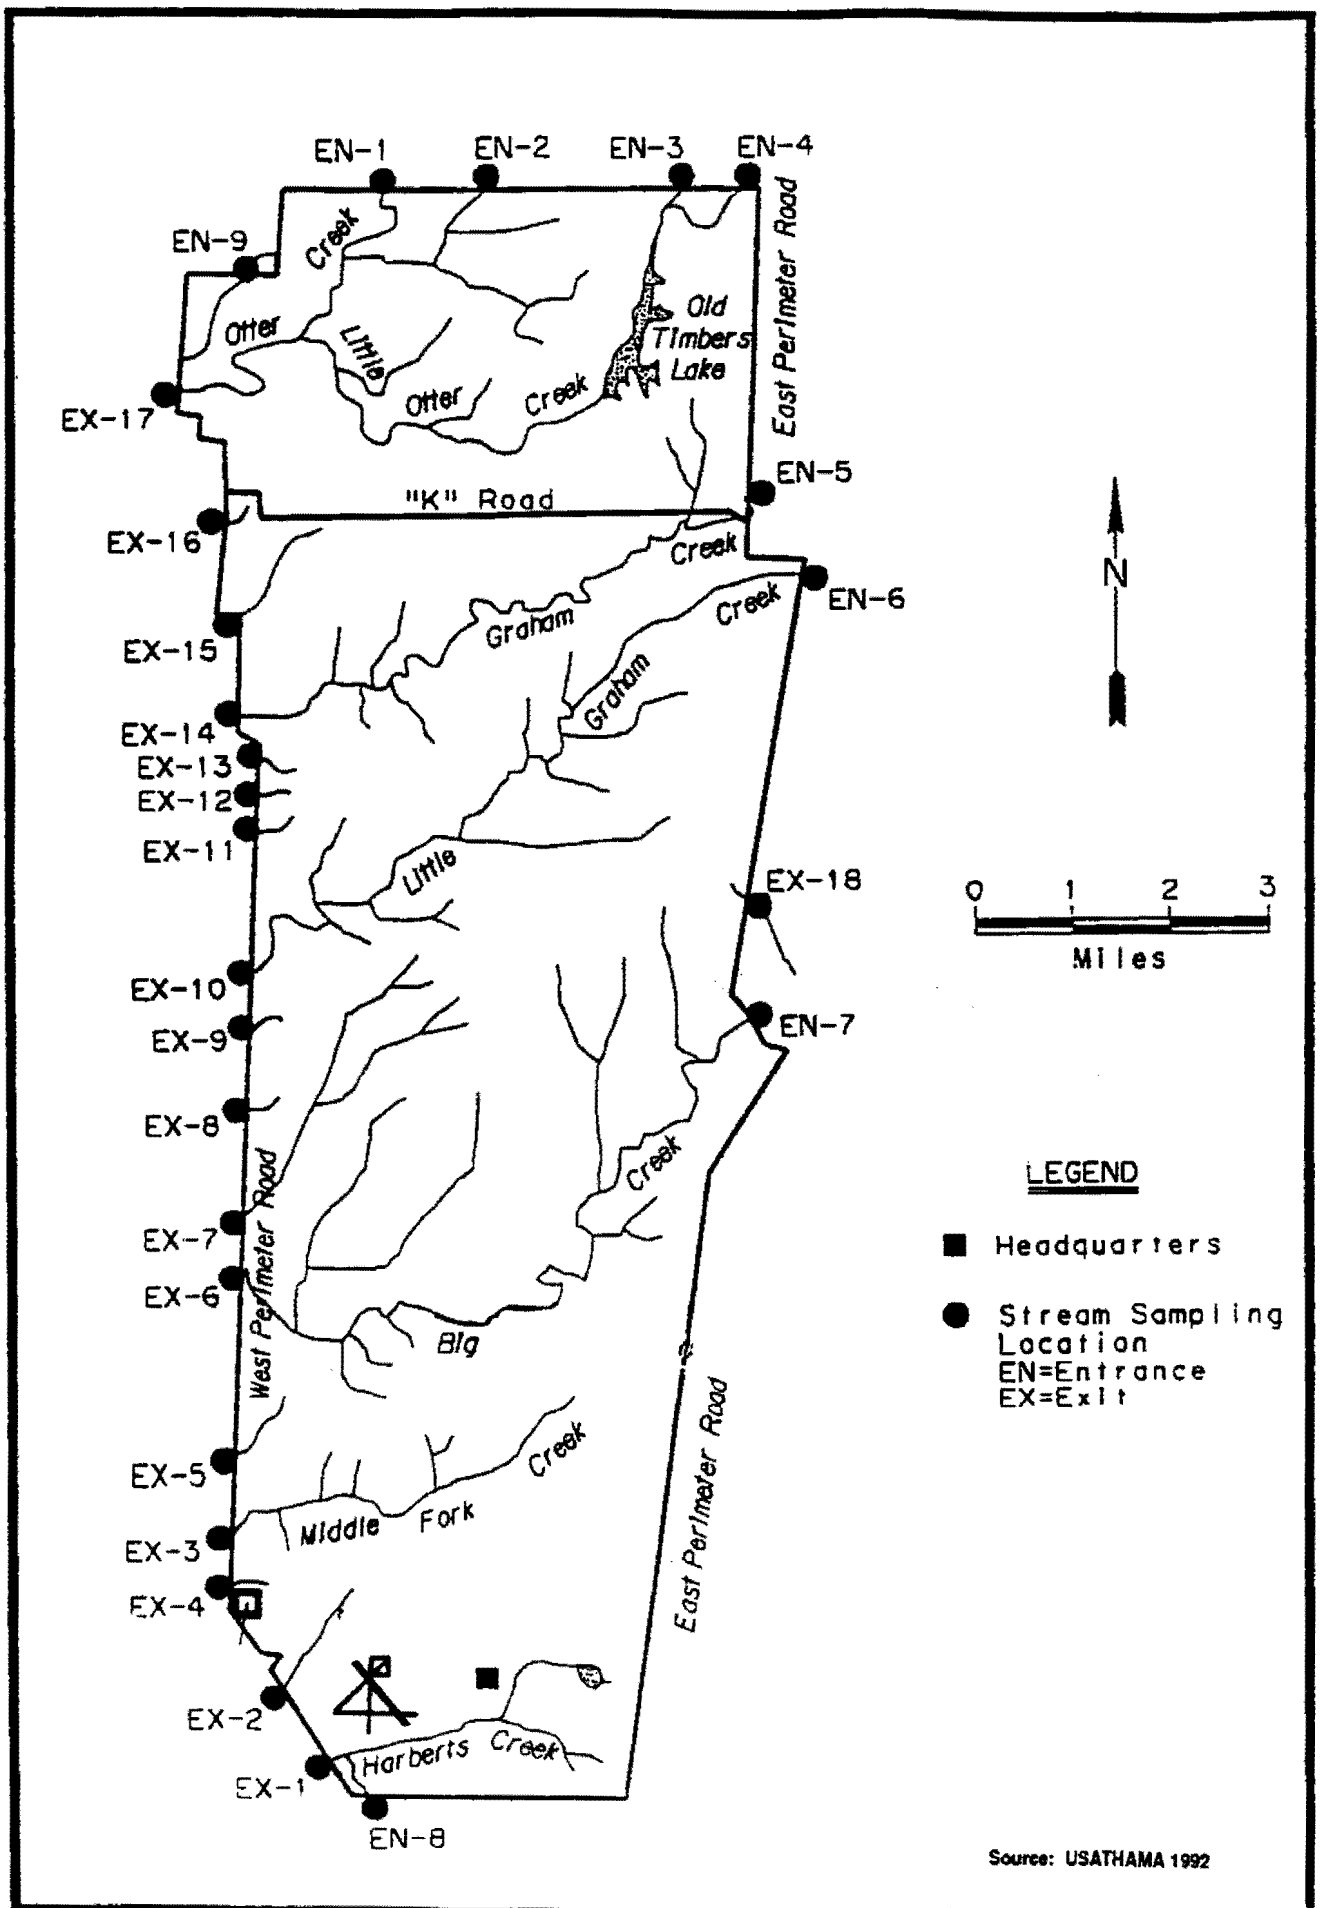 EN-1
EN-2
EN-3
EN-4
EN-9
Creek
East Perimeter Road
Otter
Little
Old
Timbers
Lake
Otter
Creek
EX-17
EN-5
"K" Road
EX-16
Creek
EN-6
Creek
Graham
N
EX-15
Graham
EX-14
EX-13
EX-12
EX-11
Little
EX-18
0 1 2 3
Miles
EX-10
EX-9
EN-7
EX-8
Creek
West Perimeter Road
EX-7
EX-6
Big
LEGEND
Headquarters
Stream Sampling
Location
EN=Entrance
EX=Exit
East Perimeter Road
EX-5
Creek
Middle Fork
EX-3
EX-4
EX-2
Harberts Creek
EX-1
EN-8
Source: USATHAMA 1992